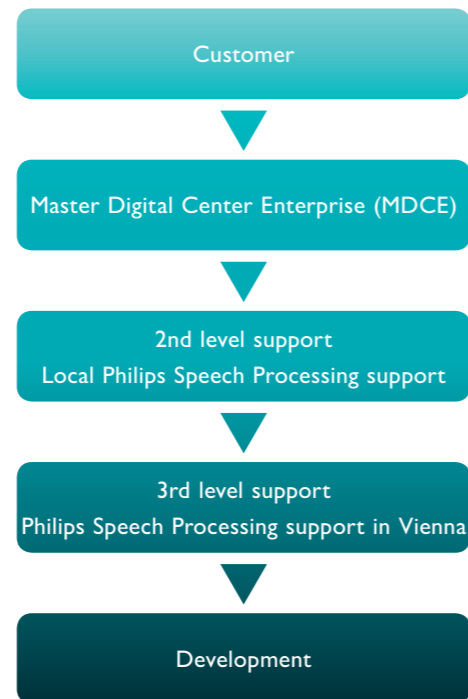 Customer
Master Digital Center Enterprise (MDCE)
2nd level support
Local Philips Speech Processing support
3rd level support
Philips Speech Processing support in Vienna
Development